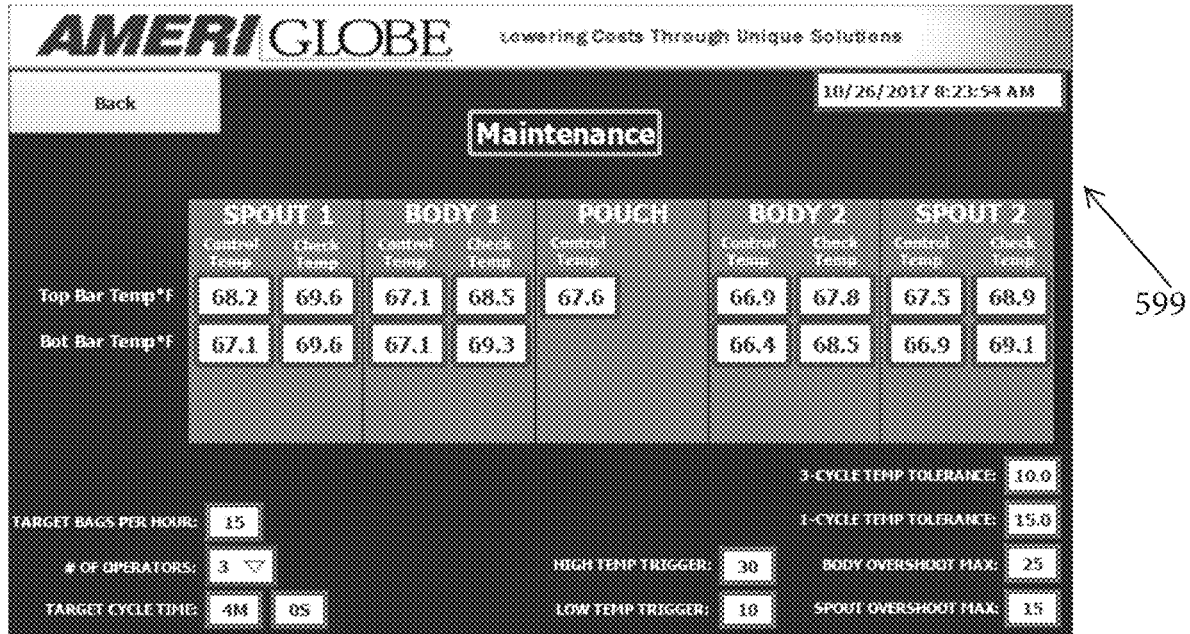 AMERI GLOBE Lowering Costs Through Unique Solutions
Back 10/26/2017 8:23:54 AM
Maintenance
SPOUT 1 BODY 1 POUCH BODY 2 SPOUT 2
Control Temp Check Temp Control Temp Check Temp Control Temp Control Temp Check Temp Control Temp Check Temp
Top Bar Temp°F 68.2 69.6 67.1 68.5 67.6 66.9 67.8 67.5 68.9
Bot Bar Temp°F 67.1 69.6 67.1 69.3 66.4 68.5 66.9 69.1
599
3-CYCLE TEMP TOLERANCE: 10.0
TARGET BAGS PER HOUR: 15 1-CYCLE TEMP TOLERANCE: 15.0
# OF OPERATORS: 3 HIGH TEMP TRIGGER: 30 BODY OVERSHOOT MAX: 25
TARGET CYCLE TIME: 4M 0S LOW TEMP TRIGGER: 10 SPOUT OVERSHOOT MAX: 15